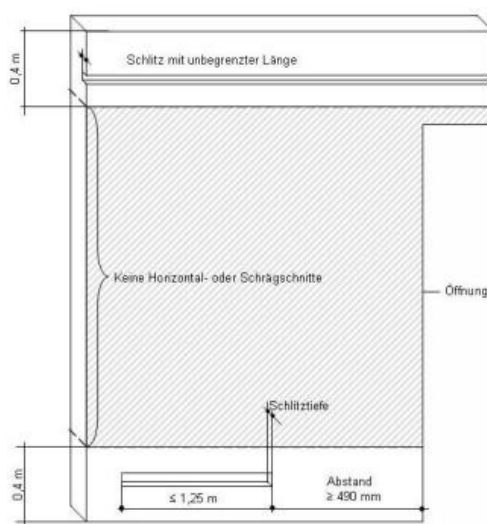 0,4 m
Schlitz mit unbegrenzter Länge
Keine Horizontal- oder Schrägschnitte
Öffnung
Schlitztiefe
0,4 m
≤ 1,25 m
Abstand
≥ 490 mm